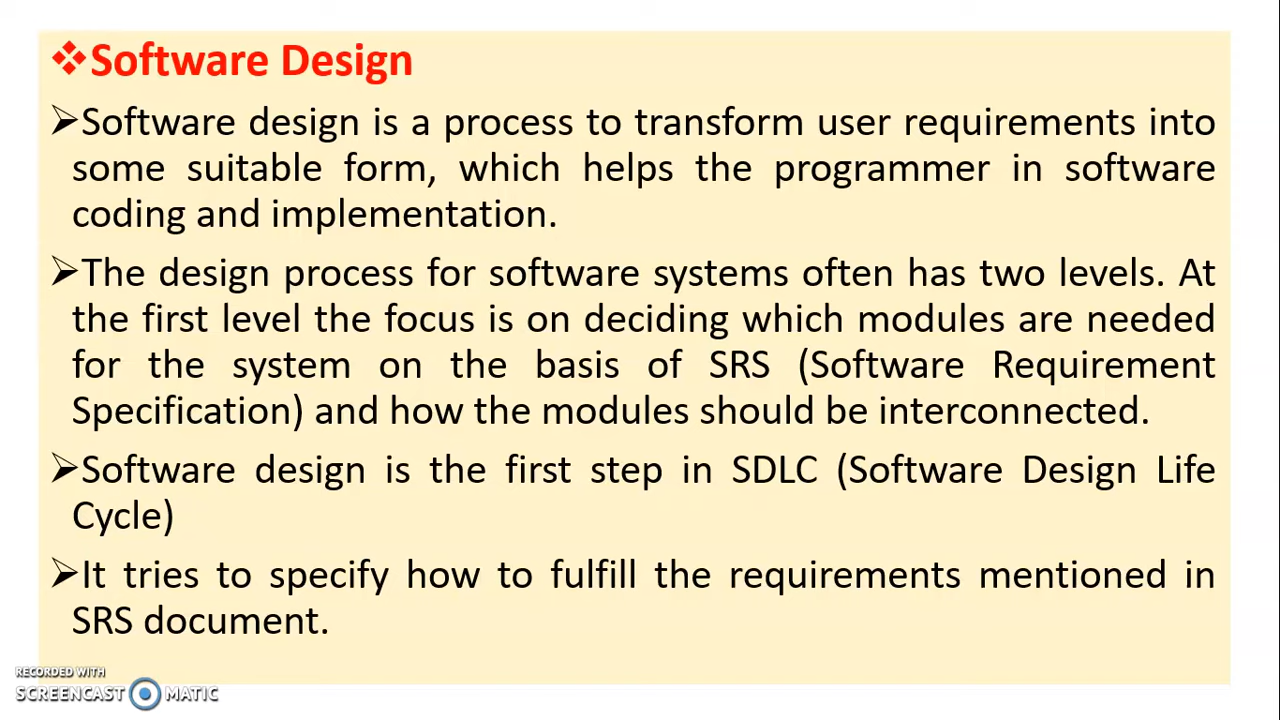 ❖Software Design
➢Software design is a process to transform user requirements into
some suitable form, which helps the programmer in software
coding and implementation.
➢The design process for software systems often has two levels. At
the first level the focus is on deciding which modules are needed
for the system on the basis of SRS (Software Requirement
Specification) and how the modules should be interconnected.
➢Software design is the first step in SDLC (Software Design Life
Cycle)
➢It tries to specify how to fulfill the requirements mentioned in
SRS document.
RECORDED WITH
SCREENCAST MATIC